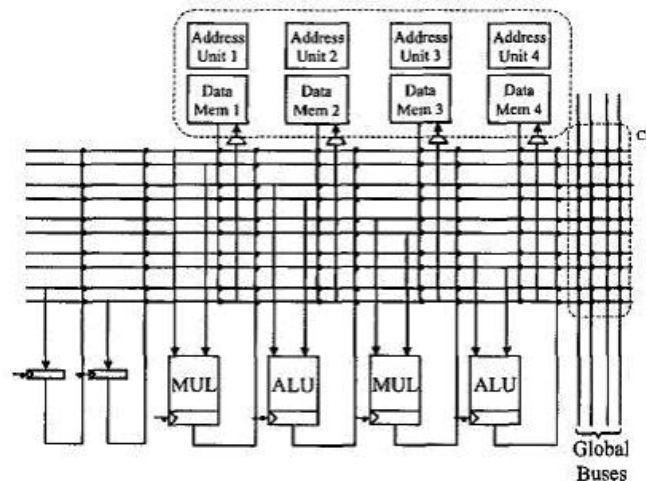 Address
Unit 1
Address
Unit 2
Address
Unit 3
Address
Unit 4
Data
Mem 1
Data
Mem 2
Data
Mem 3
Data
Mem 4
C
MUL
ALU
MUL
ALU
Global
Buses